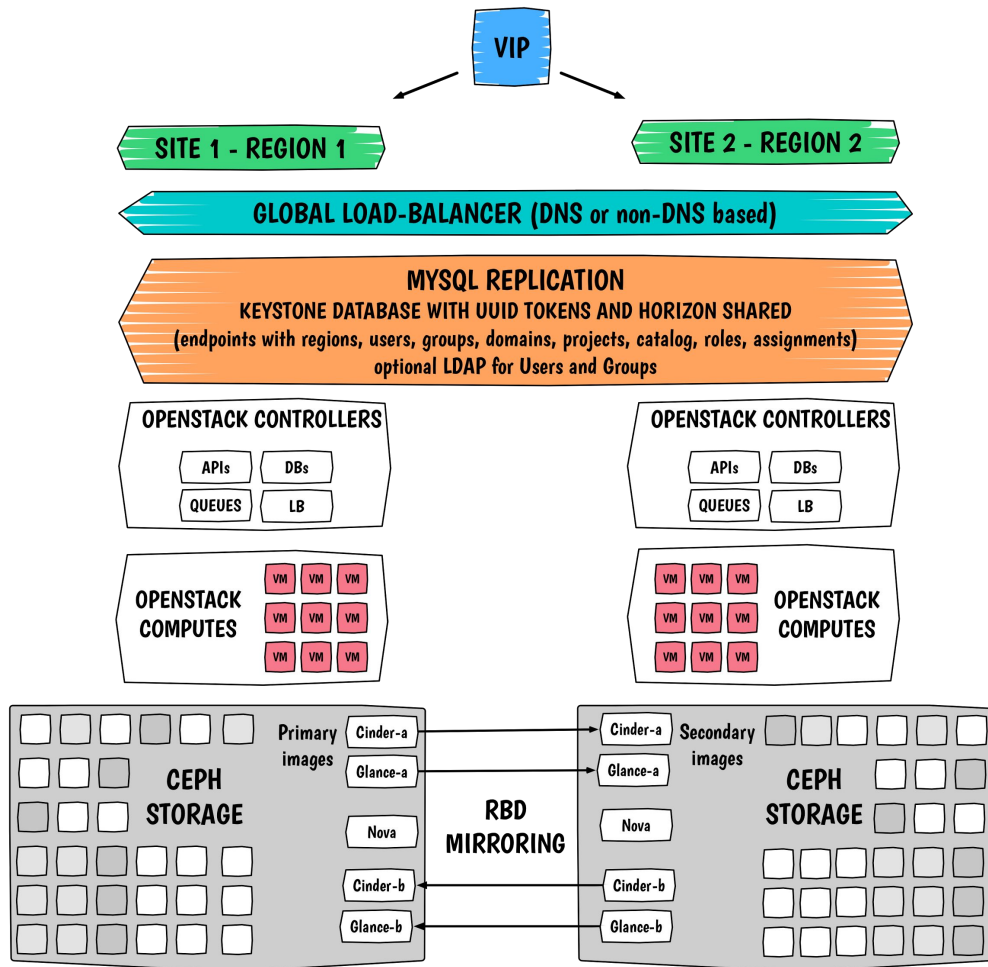 VIP
SITE 1 - REGION 1
SITE 2 - REGION 2
GLOBAL LOAD-BALANCER (DNS or non-DNS based)
MYSQL REPLICATION
KEYSTONE DATABASE WITH UUID TOKENS AND HORIZON SHARED
(endpoints with regions, users, groups, domains, projects, catalog, roles, assignments)
optional LDAP for Users and Groups
OPENSTACK CONTROLLERS
APIs
DBs
QUEUES
LB
OPENSTACK CONTROLLERS
APIs
DBs
QUEUES
LB
OPENSTACK
COMPUTES
VM VM VM
VM VM VM
VM VM VM
VM VM VM
VM VM VM
VM VM VM
OPENSTACK
COMPUTES
CEPH
STORAGE
Primary
images
Cinder-a
Glance-a
Nova
Cinder-b
Glance-b
RBD
MIRRORING
Cinder-a
Glance-a
Nova
Cinder-b
Glance-b
Secondary
images
CEPH
STORAGE